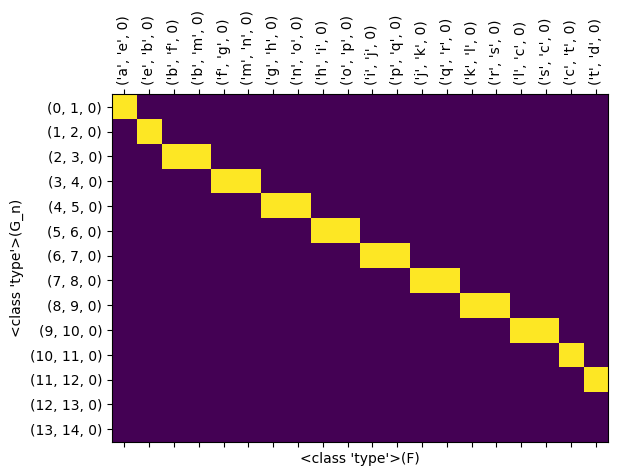 ('a', 'e', 0)
('e', 'b', 0)
('b', 'f', 0)
('b', 'm', 0)
('f', 'g', 0)
('m', 'n', 0)
('g', 'h', 0)
('n', 'o', 0)
('h', 'i', 0)
('o', 'p', 0)
('i', 'j', 0)
('p', 'q', 0)
('j', 'k', 0)
('q', 'r', 0)
('k', 'l', 0)
('r', 's', 0)
('l', 'c', 0)
('s', 'c', 0)
('c', 't', 0)
('t', 'd', 0)
<class 'type'>(G_n)
(0, 1, 0)
(1, 2, 0)
(2, 3, 0)
(3, 4, 0)
(4, 5, 0)
(5, 6, 0)
(6, 7, 0)
(7, 8, 0)
(8, 9, 0)
(9, 10, 0)
(10, 11, 0)
(11, 12, 0)
(12, 13, 0)
(13, 14, 0)
<class 'type'>(F)